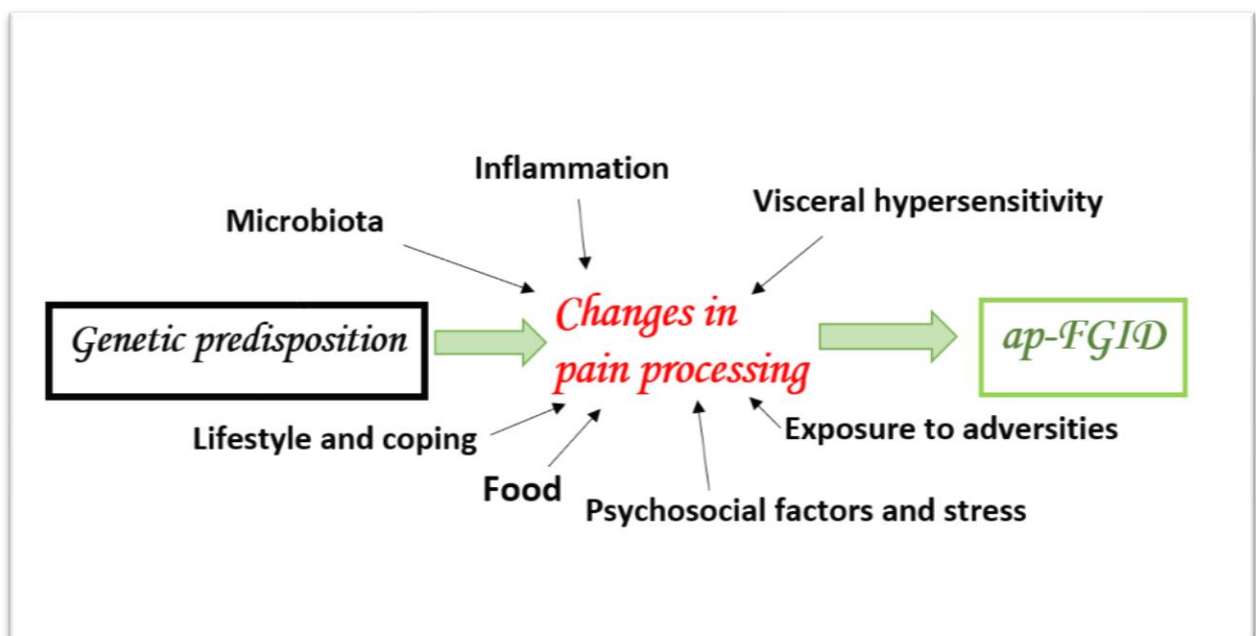 Inflammation
Visceral hypersensitivity
Microbiota
Genetic predisposition
Changes in
pain processing
ap-FGID
Lifestyle and coping
Exposure to adversities
Food
Psychosocial factors and stress